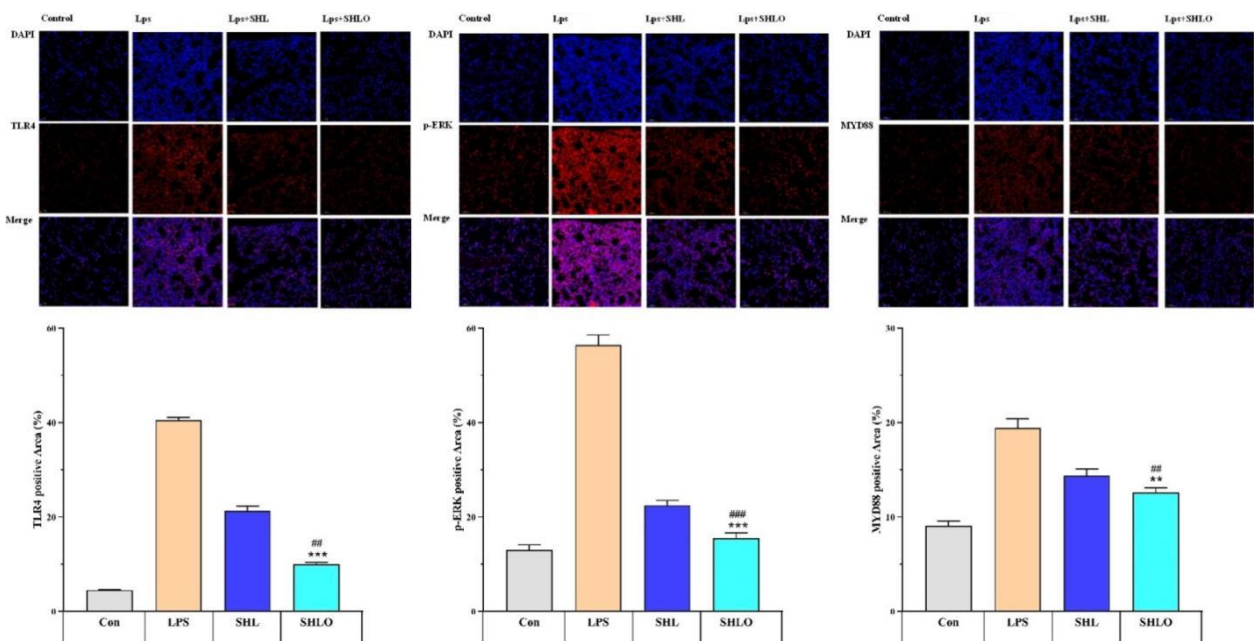 Control Lps Lps+SHL Lps+SHLO
DAPI
TLR4
Merge
Control Lps Lps+SHL Lps+SHLO
DAPI
p-ERK
Merge
Control Lps Lps+SHL Lps+SHLO
DAPI
MYD88
Merge
TLR4 positive Area (%)
60
40
20
0
##
***
Con LPS SHL SHLO
p-ERK positive Area (%)
60
40
20
0
###
***
Con LPS SHL SHLO
MYD88 positive Area (%)
30
20
10
0
##
**
Con LPS SHL SHLO